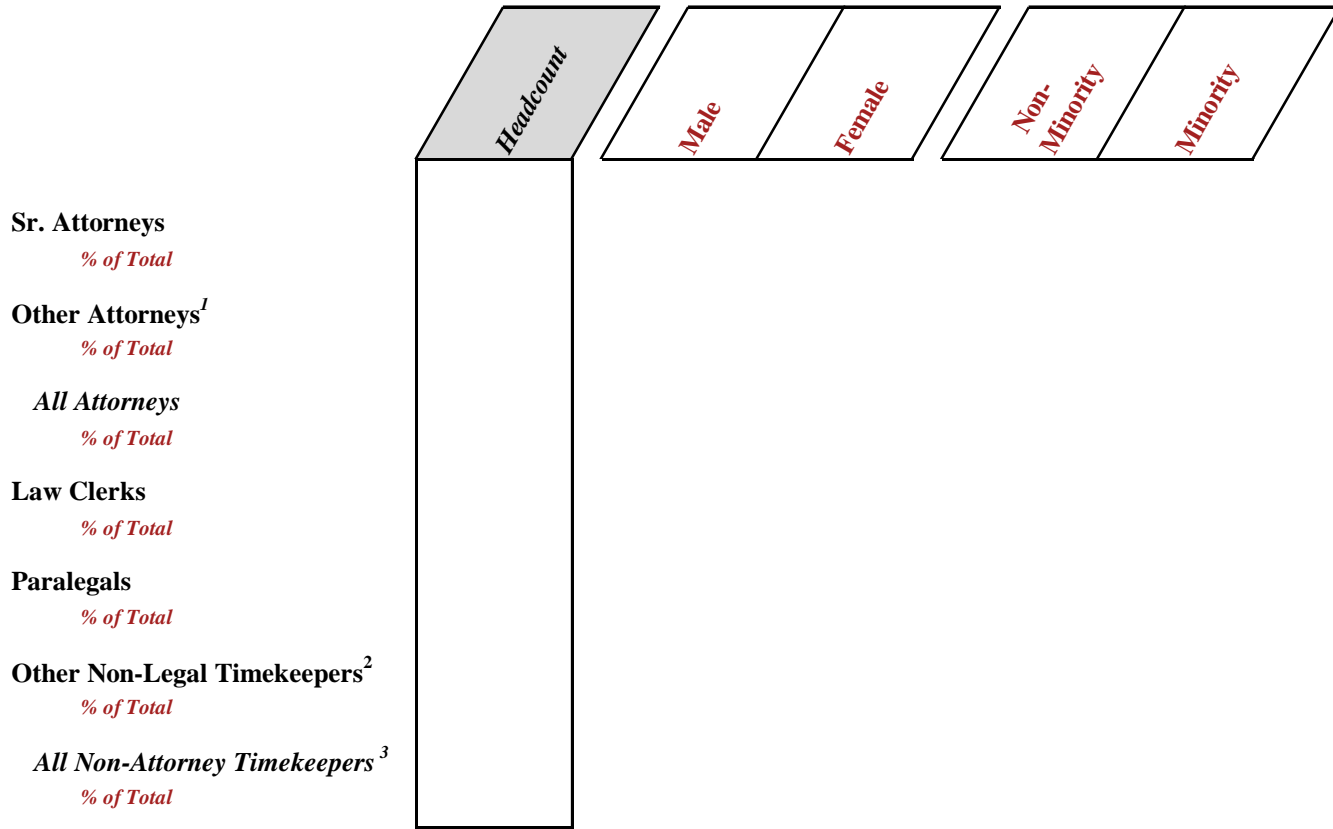 Headcount
Male
Female
Non-
Minority
Minority
Sr. Attorneys
% of Total
Other Attorneys1
% of Total
All Attorneys
% of Total
Law Clerks
% of Total
Paralegals
% of Total
Other Non-Legal Timekeepers2
% of Total
All Non-Attorney Timekeepers 3
% of Total